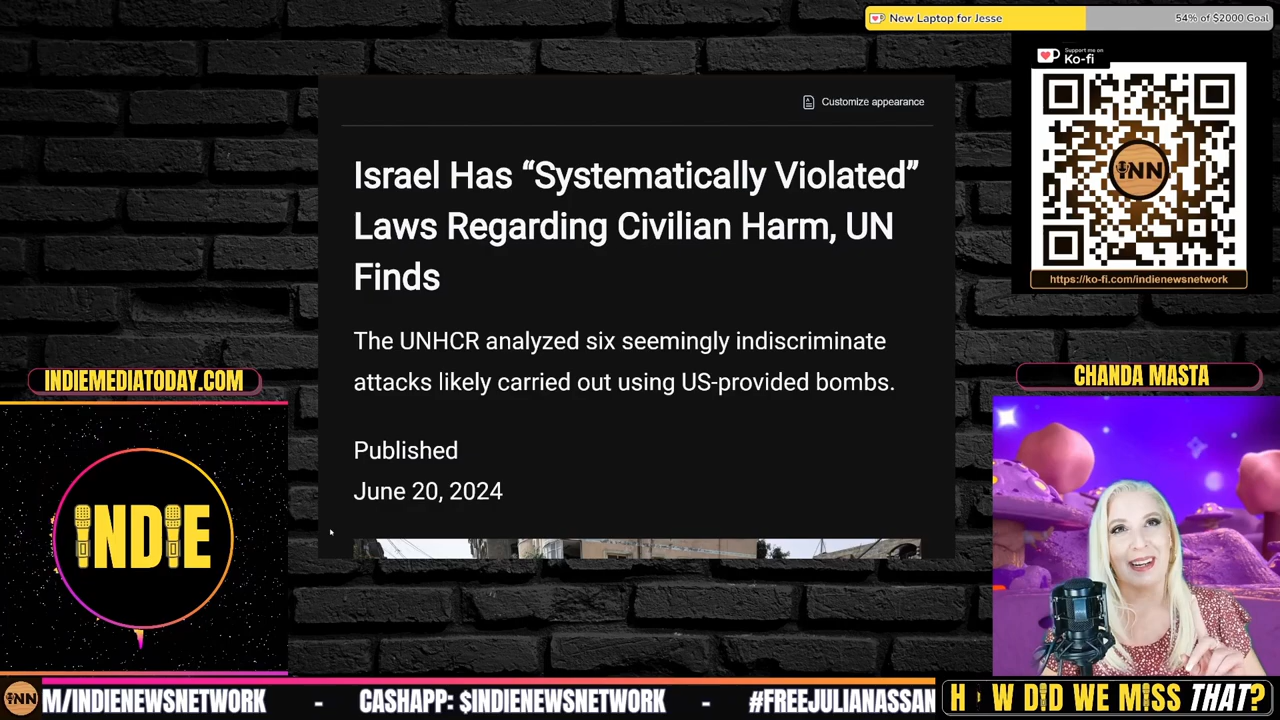 New Laptop for Jesse
54% of $2000 Goal
Support me on
Ko-fi
INN
https://ko-fi.com/indienewsnetwork
Customize appearance
Israel Has “Systematically Violated”
Laws Regarding Civilian Harm, UN
Finds
The UNHCR analyzed six seemingly indiscriminate
attacks likely carried out using US-provided bombs.
Published
June 20, 2024
INDIEMEDIATODAY.COM
INDIE
CHANDA MASTA
INN
M/INDIENEWSNETWORK - CASHAPP: $INDIENEWSNETWORK - #FREEJULIANASSAN
H W DID WE MISS THAT?